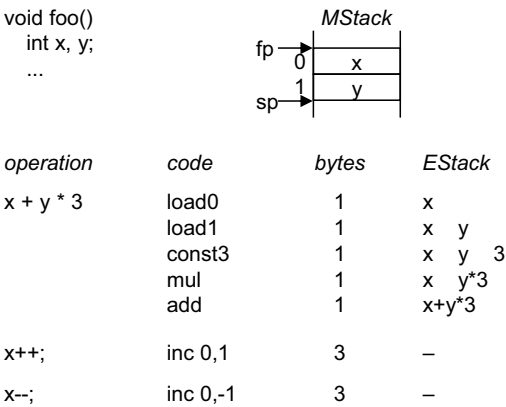 void foo()
int x, y;
...
MStack
fp
0 x
1 y
sp
operation code bytes EStack
x + y * 3 load0 1 x
load1 1 x y
const3 1 x y 3
mul 1 x y*3
add 1 x+y*3
x++; inc 0,1 3 –
x--; inc 0,-1 3 –